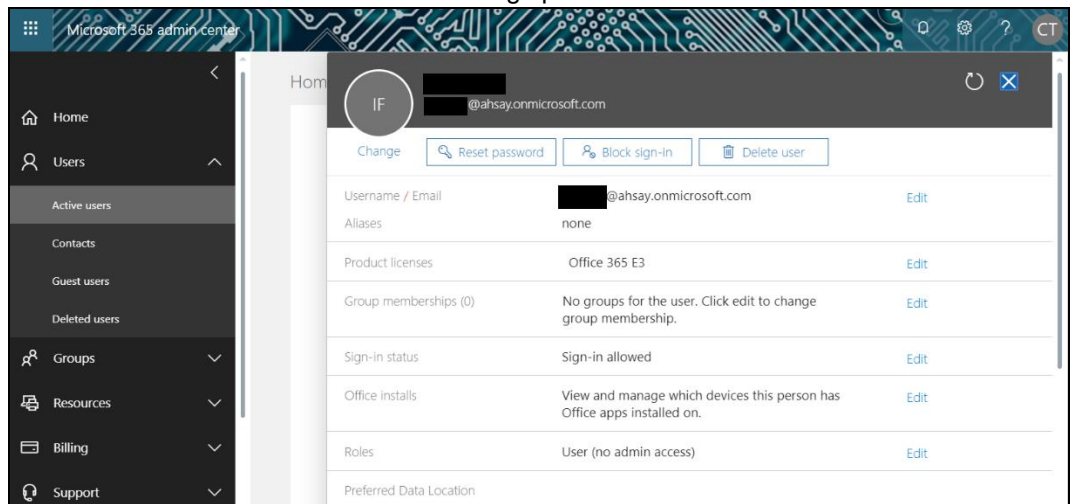 Microsoft 365 admin center
?
CT
Home
Users
Active users
Contacts
Guest users
Deleted users
Groups
Resources
Billing
Support
Hom
IF
@ahsay.onmicrosoft.com
Change
Reset password
Block sign-in
Delete user
Username / Email
@ahsay.onmicrosoft.com
Edit
Aliases
none
Product licenses
Office 365 E3
Edit
Group memberships (0)
No groups for the user. Click edit to change
group membership.
Edit
Sign-in status
Sign-in allowed
Edit
Office installs
View and manage which devices this person has
Office apps installed on.
Edit
Roles
User (no admin access)
Edit
Preferred Data Location